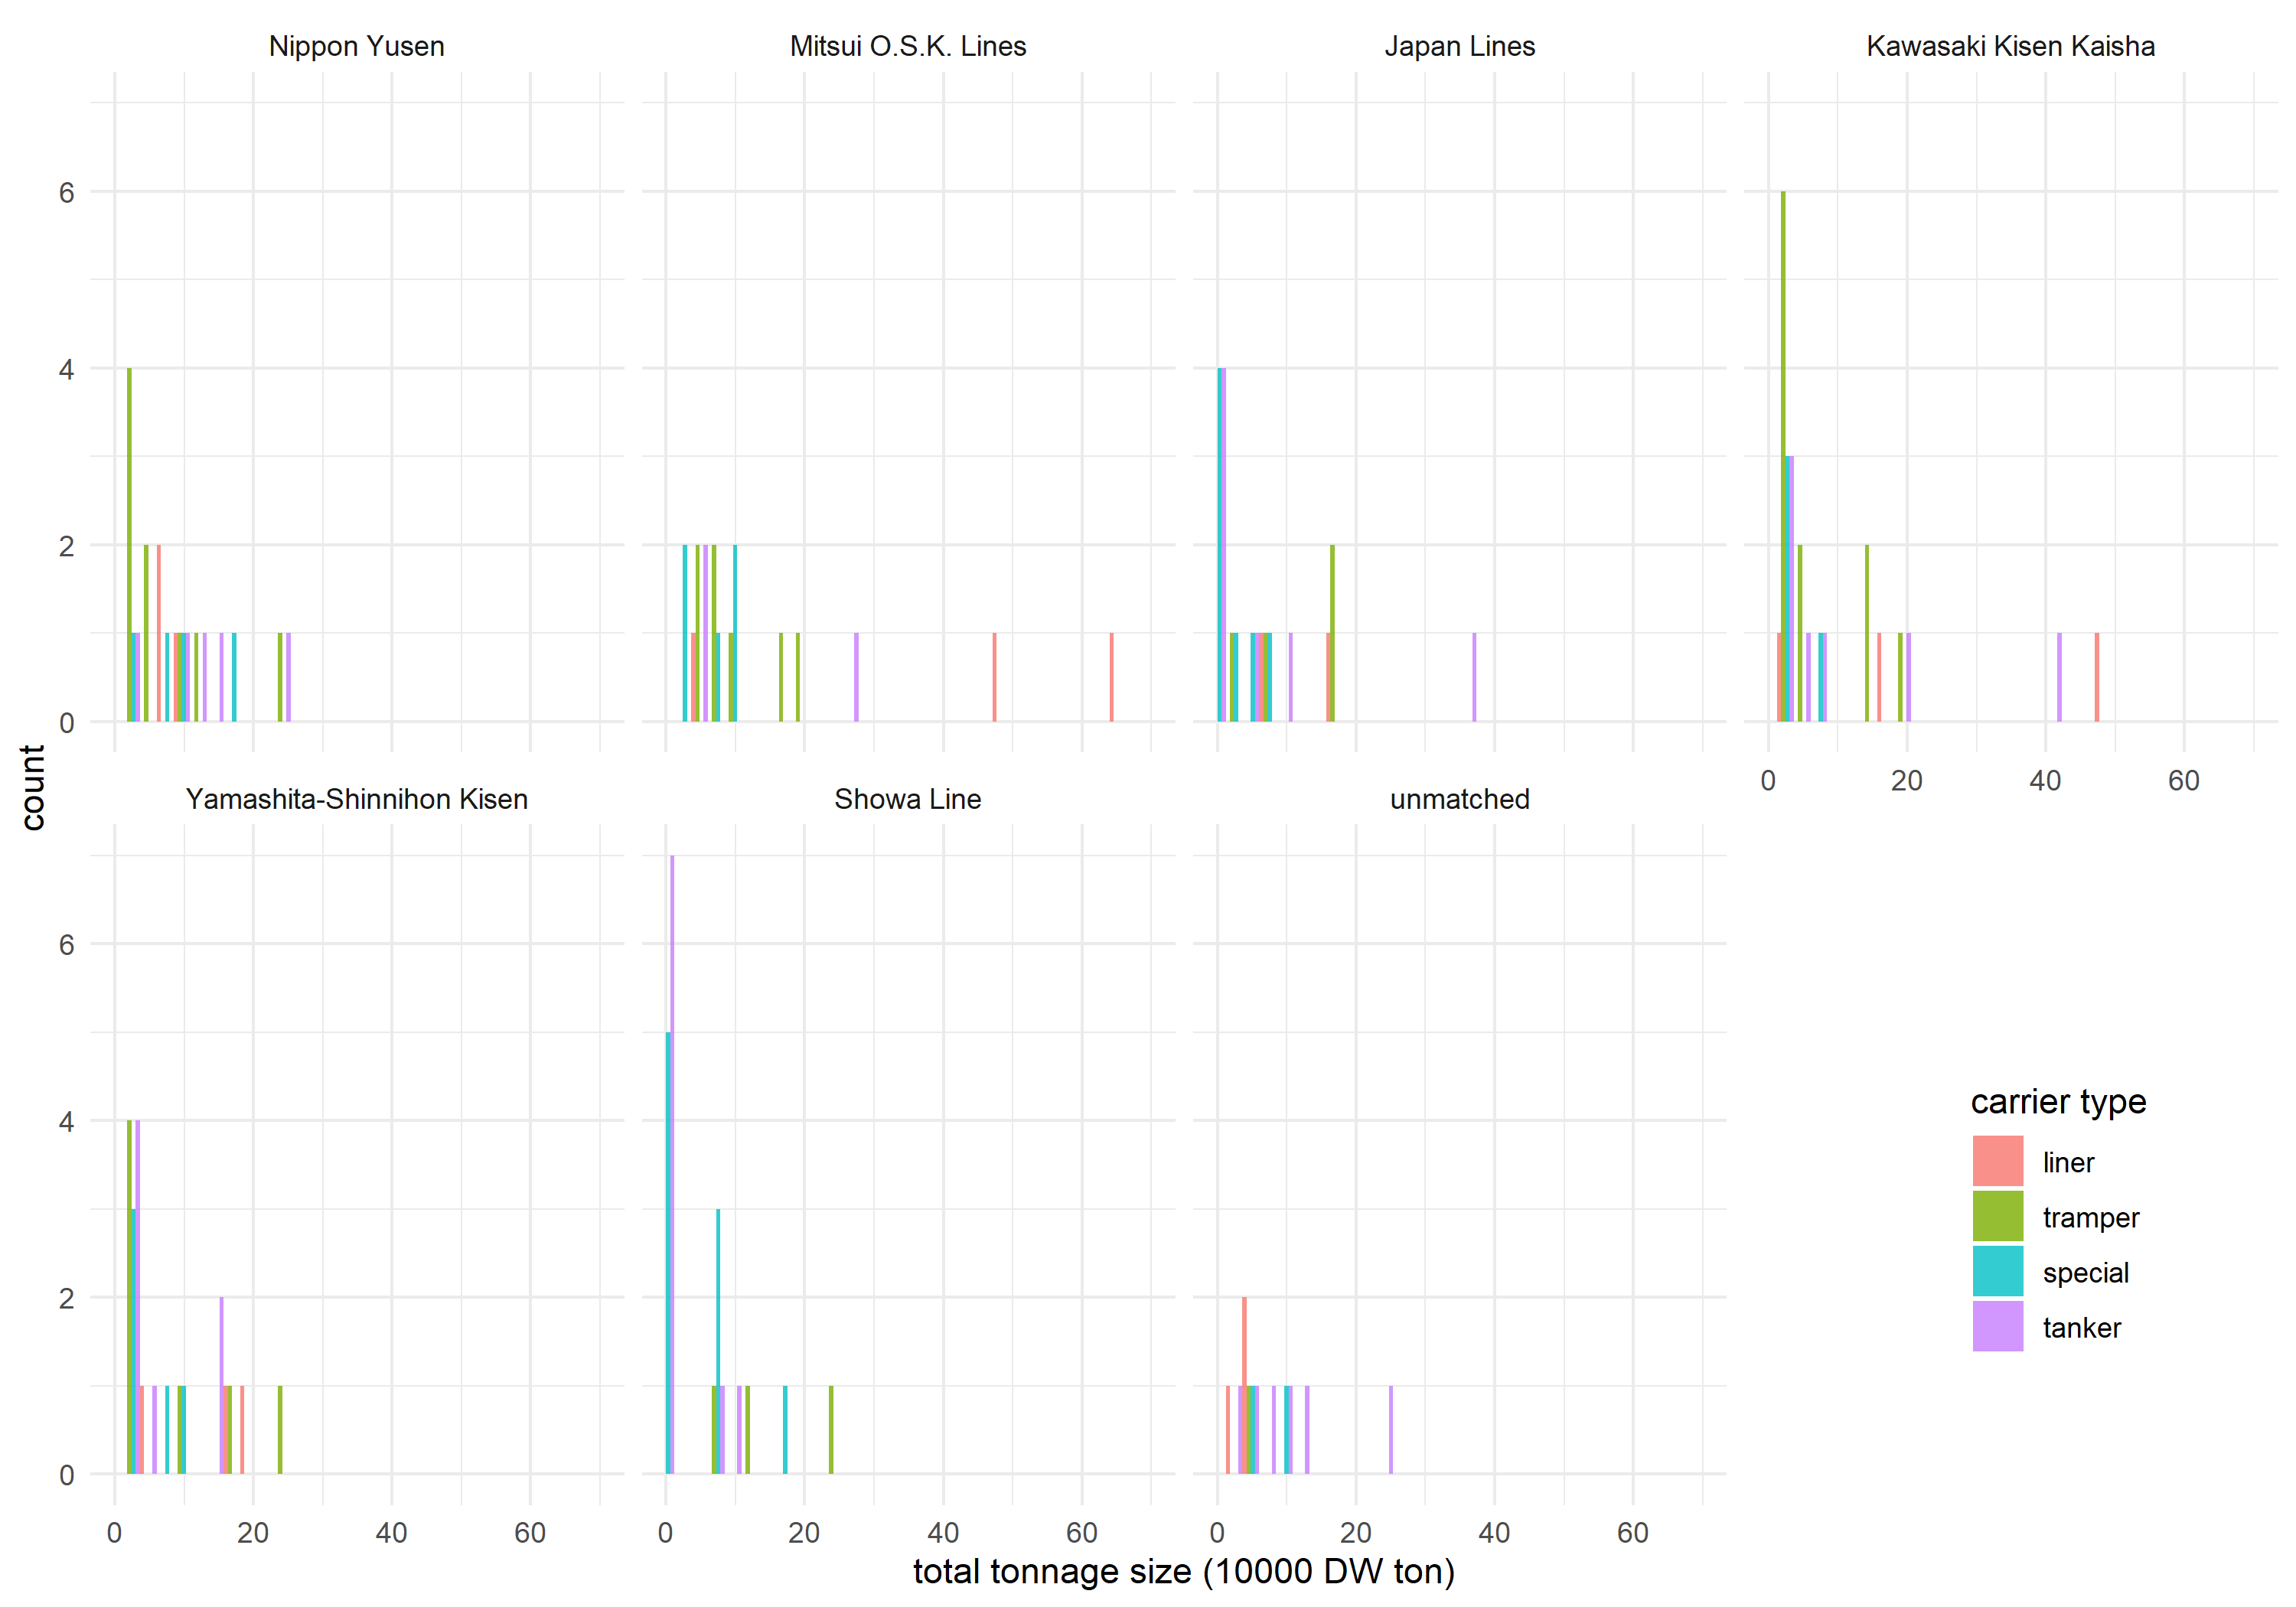 Nippon Yusen
Mitsui O.S.K. Lines
Japan Lines
Kawasaki Kisen Kaisha
6
4
2
0
0 20 40 60
count
Yamashita-Shinnihon Kisen
Showa Line
unmatched
6
4
2
0
0 20 40 60
0 20 40 60
0 20 40 60
total tonnage size (10000 DW ton)
carrier type
liner
tramper
special
tanker